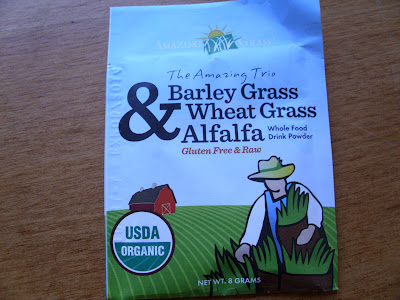 AMAZING GRASS
The Amazing Trio
Barley Grass
& Wheat Grass
Alfalfa Whole Food
Drink Powder
Gluten Free & Raw
USDA
ORGANIC
NET WT. 8 GRAMS